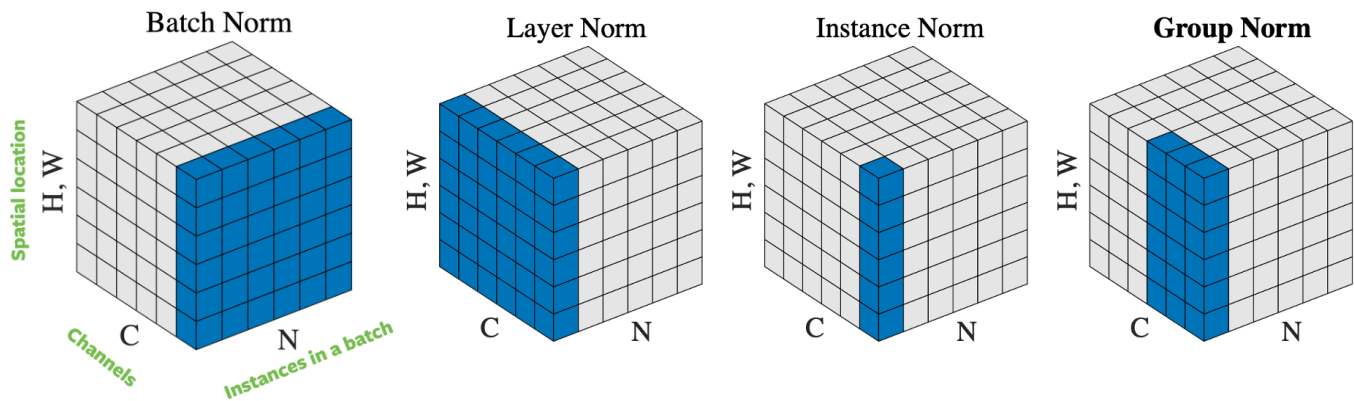 Batch Norm
Layer Norm
Instance Norm
Group Norm
Spatial location
H, W
C
N
Channels
Instances in a batch
H, W
C
N
H, W
C
N
H, W
C
N